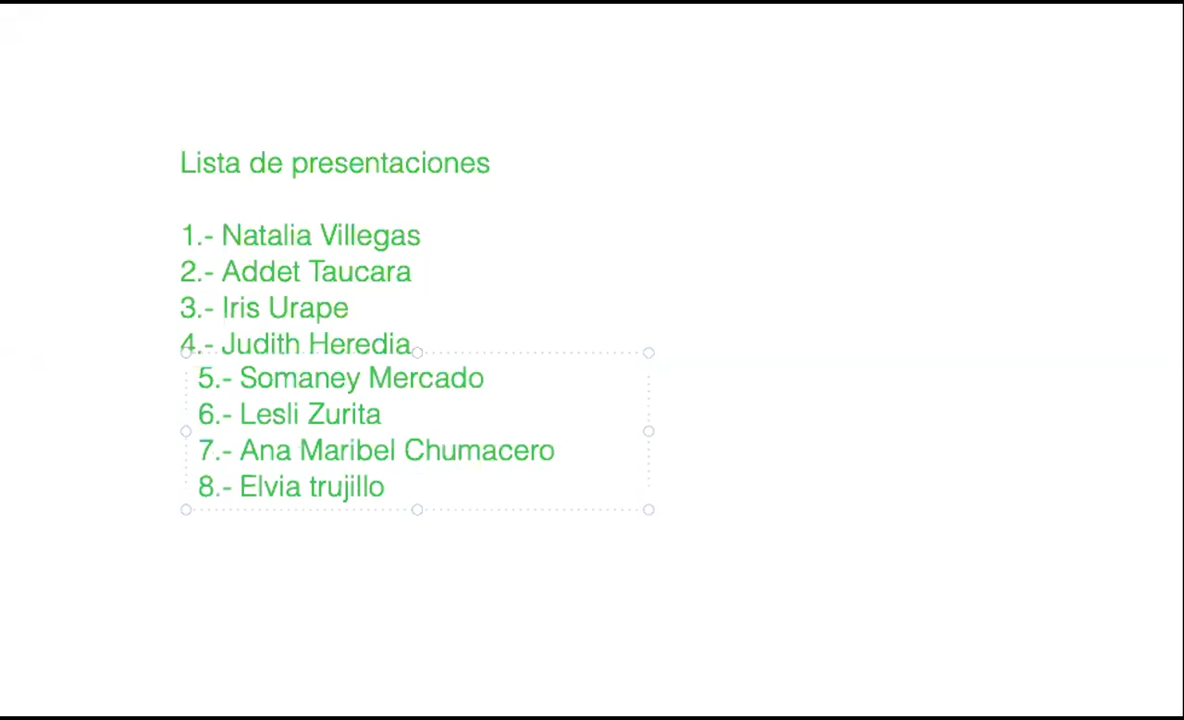 Lista de presentaciones
1.- Natalia Villegas
2.- Addet Taucara
3.- Iris Urape
4.- Judith Heredia
5.- Somaney Mercado
6.- Lesli Zurita
7.- Ana Maribel Chumacero
8.- Elvia trujillo